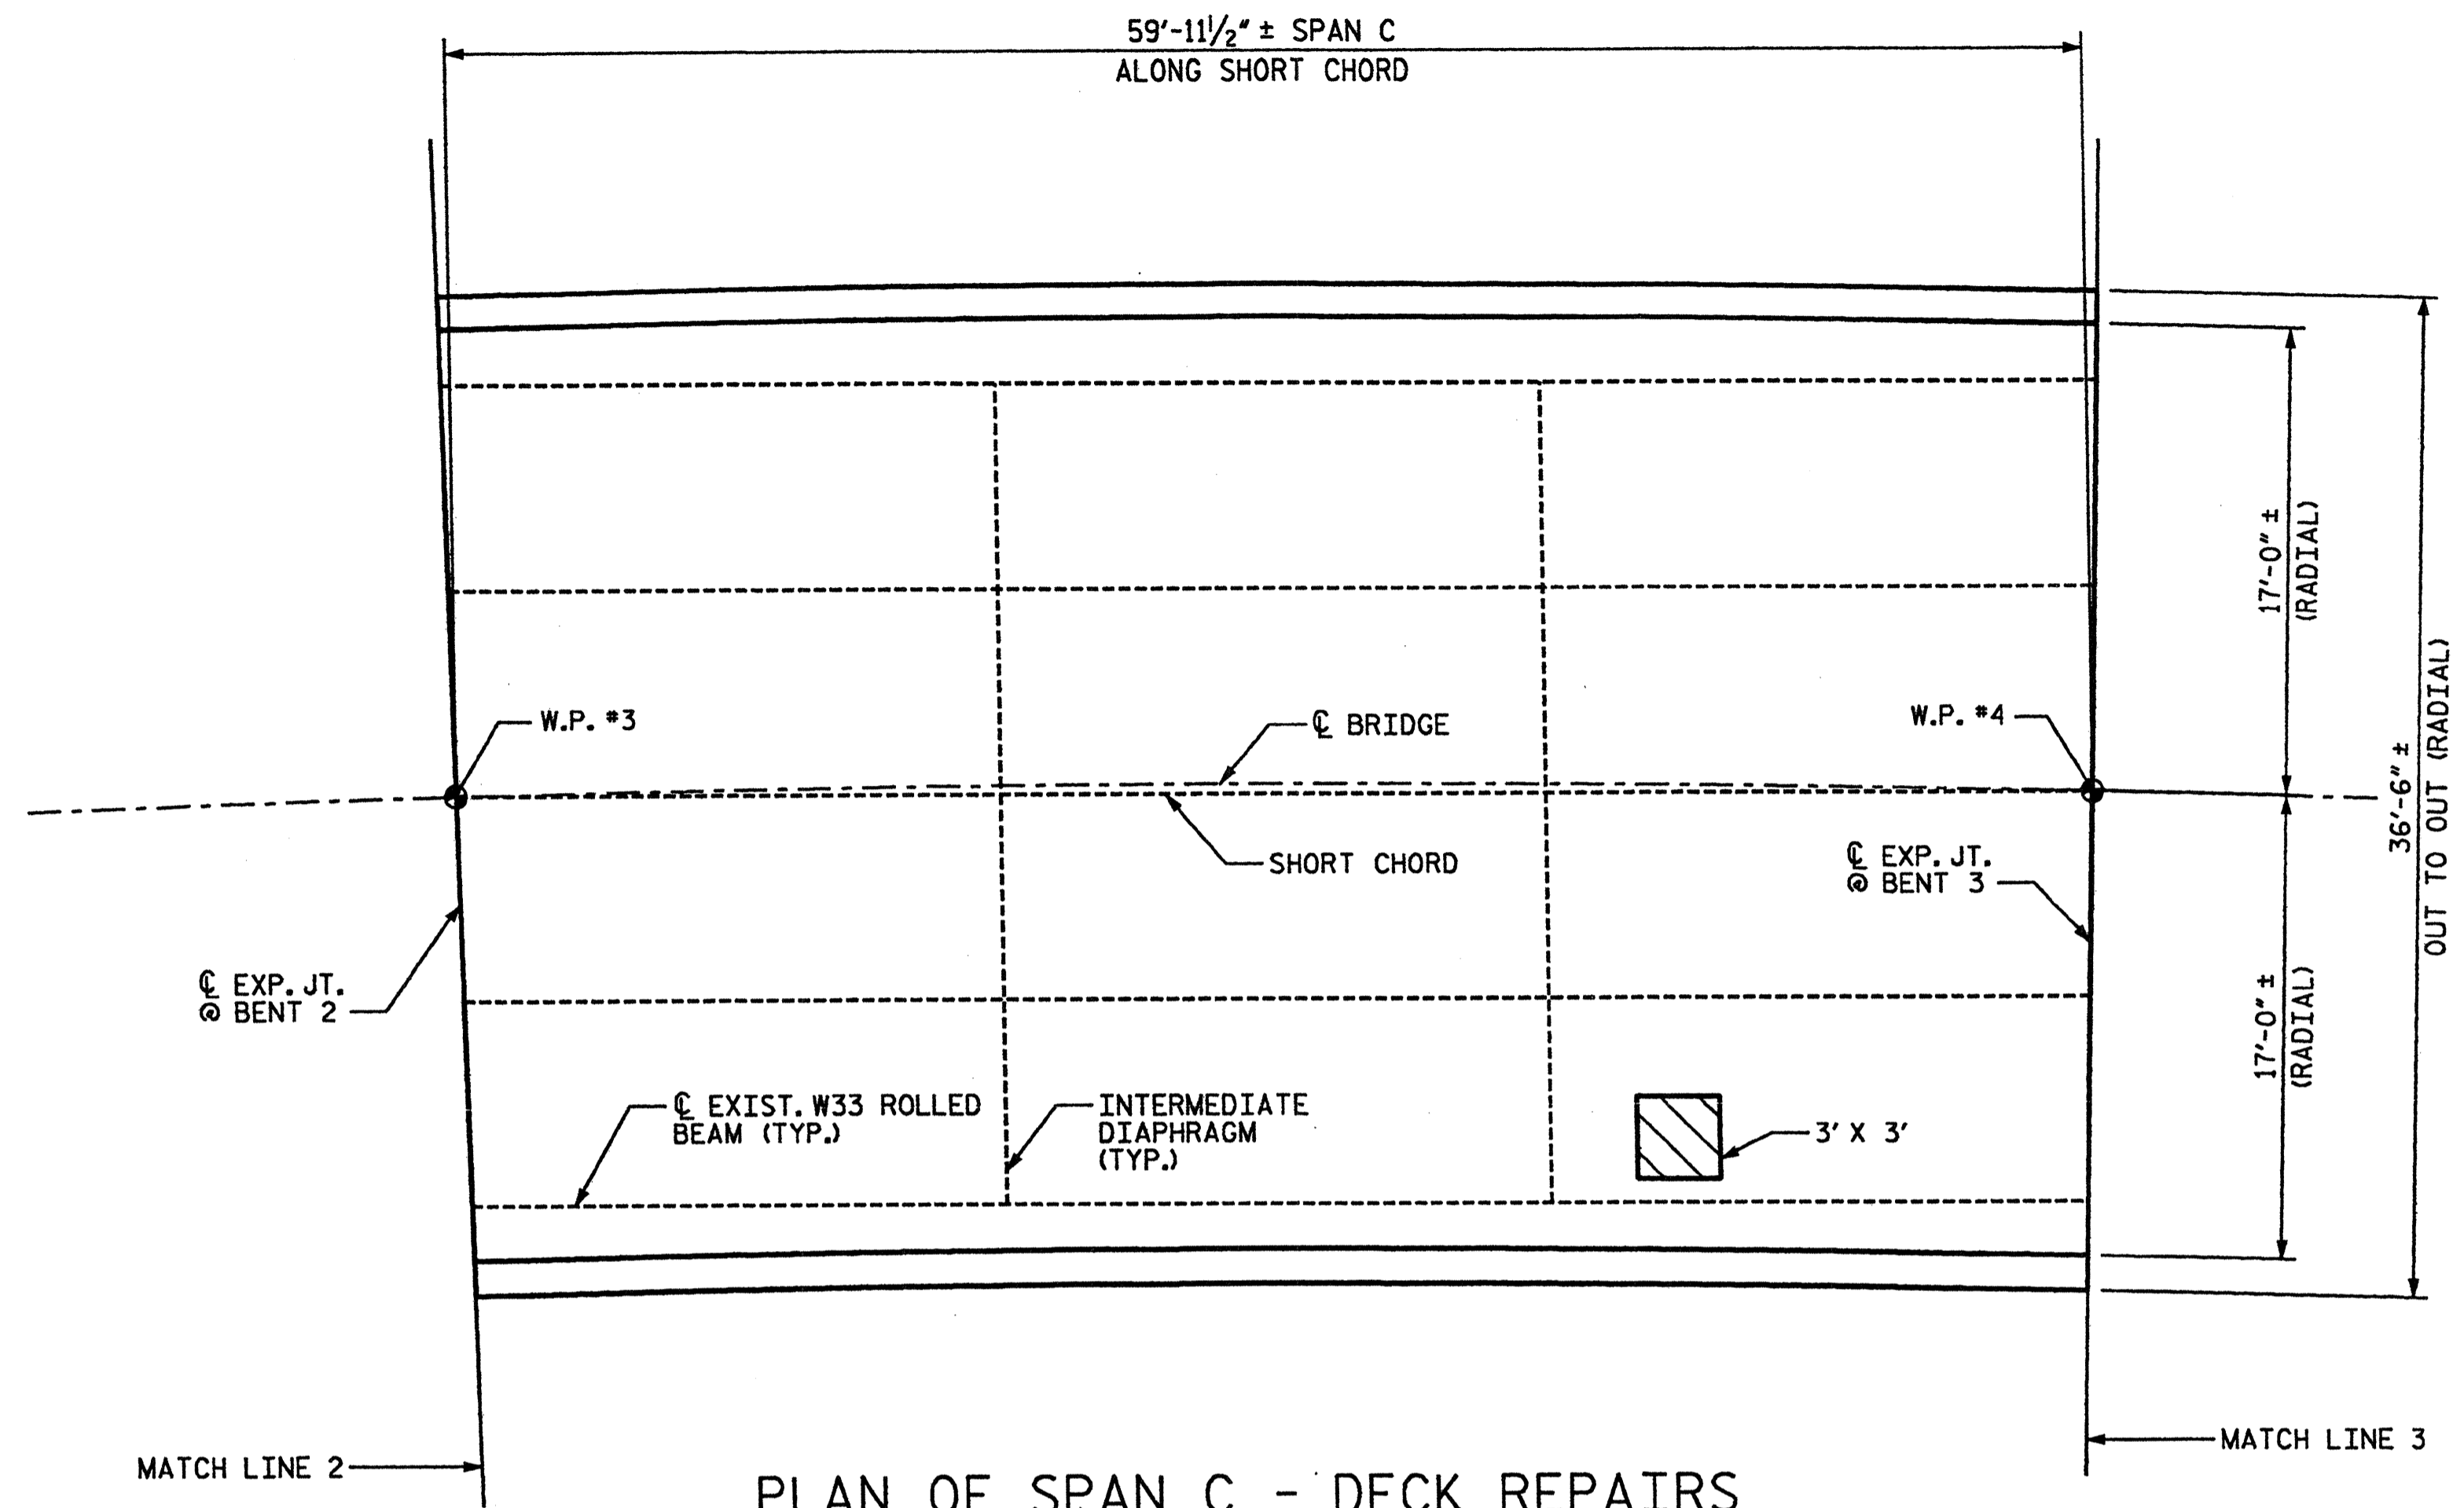 59'-11 1/2" ± SPAN C
ALONG SHORT CHORD
17'-0" ±
(RADIAL)
36'-6" ±
OUT TO OUT (RADIAL)
W.P. #3
℄ BRIDGE
W.P. #4
SHORT CHORD
℄ EXP. JT.
@ BENT 3
℄ EXP. JT.
@ BENT 2
17'-0" ±
(RADIAL)
℄ EXIST. W33 ROLLED
BEAM (TYP.)
INTERMEDIATE
DIAPHRAGM
(TYP.)
3' X 3'
MATCH LINE 2
MATCH LINE 3
PLAN OF SPAN C - DECK REPAIRS